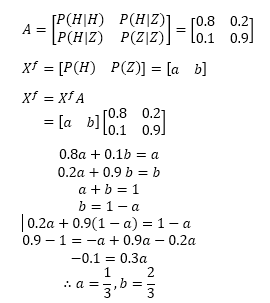 A = [P(H|H) P(H|Z) P(H|Z) P(Z|Z)] = [0.8 0.2 0.1 0.9]
X^f = [P(H) P(Z)] = [a b]
X^f = X^f A
= [a b] [0.8 0.2 0.1 0.9]
0.8a + 0.1b = a
0.2a + 0.9 b = b
a + b = 1
b = 1 − a
0.2a + 0.9(1 − a) = 1 − a
0.9 − 1 = −a + 0.9a − 0.2a
−0.1 = 0.3a
∴ a = 1/3, b = 2/3